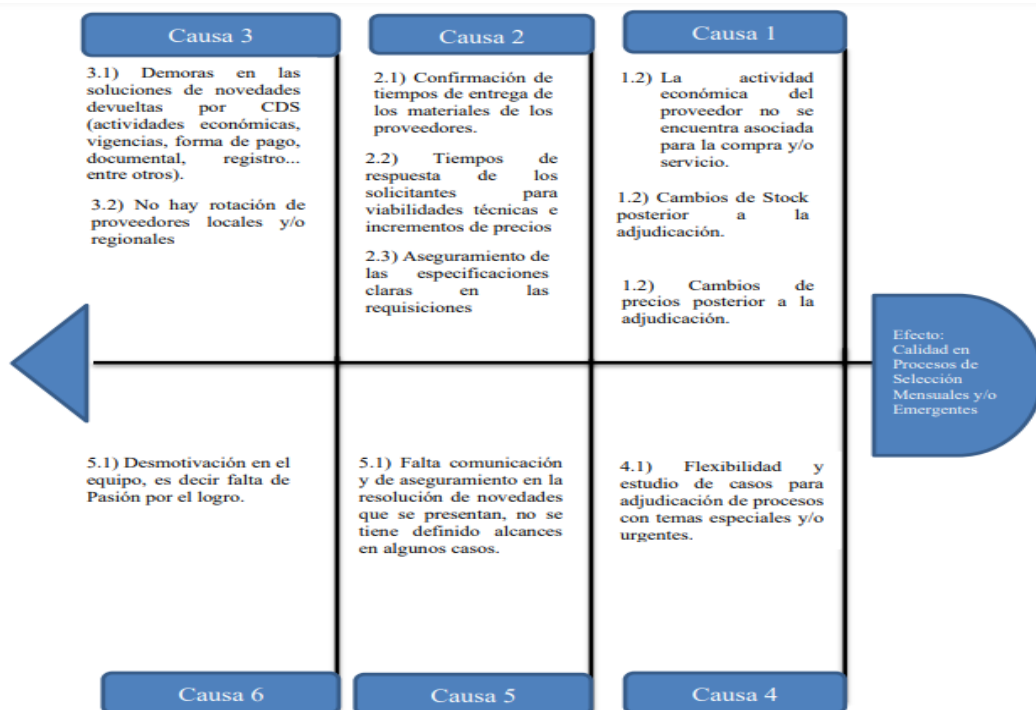 Causa 3
3.1) Demoras en las
soluciones de novedades
devueltas por CDS
(actividades económicas,
vigencias, forma de pago,
documental, registro...
entre otros).
3.2) No hay rotación de
proveedores locales y/o
regionales
Causa 2
2.1) Confirmación de
tiempos de entrega de
los materiales de los
proveedores.
2.2) Tiempos de
respuesta de los
solicitantes para
viabilidades técnicas e
incrementos de precios
2.3) Aseguramiento de
las especificaciones
claras en las
requisiciones
Causa 1
1.2) La actividad
económica del
proveedor no se
encuentra asociada
para la compra y/o
servicio.
1.2) Cambios de Stock
posterior a la
adjudicación.
1.2) Cambios de
precios posterior a la
adjudicación.
Efecto:
Calidad en
Procesos de
Selección
Mensuales y/o
Emergentes
5.1) Desmotivación en el
equipo, es decir falta de
Pasión por el logro.
Causa 6
5.1) Falta comunicación
y de aseguramiento en la
resolución de novedades
que se presentan, no se
tiene definido alcances
en algunos casos.
Causa 5
4.1) Flexibilidad y
estudio de casos para
adjudicación de procesos
con temas especiales y/o
urgentes.
Causa 4